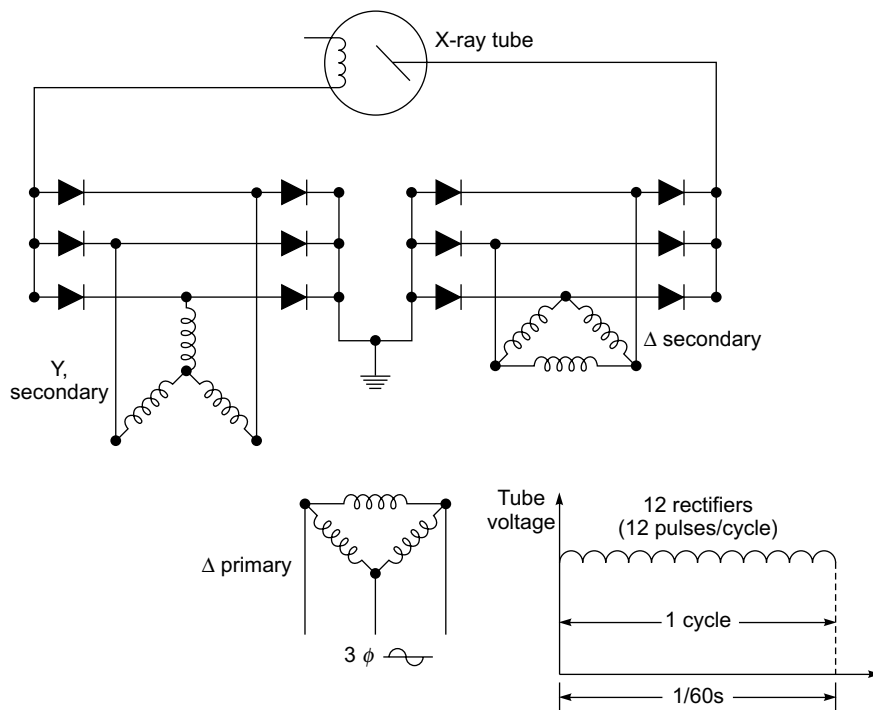 X-ray tube
Δ secondary
Y,
secondary
Δ primary
3 ϕ
Tube
voltage
12 rectifiers
(12 pulses/cycle)
1 cycle
1/60s